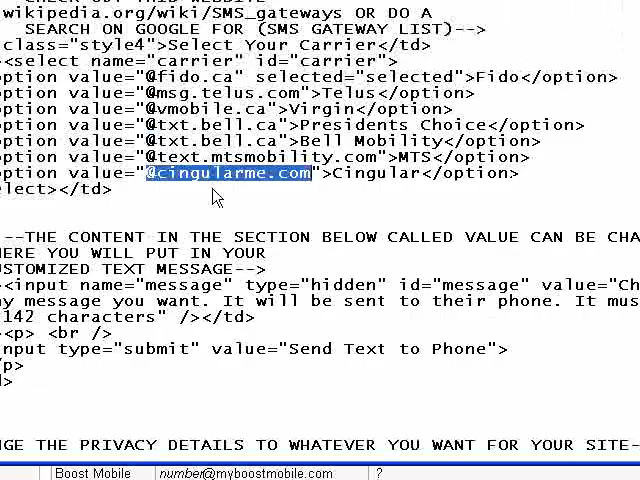 wikipedia.org/wiki/SMS_gateways OR DO A
SEARCH ON GOOGLE FOR (SMS GATEWAY LIST)-->
class="style4">Select Your Carrier</td>
><select name="carrier" id="carrier">
option value="@fido.ca" selected="selected">Fido</option>
option value="@msg.telus.com">Telus</option>
option value="@vmobile.ca">Virgin</option>
option value="@txt.bell.ca">Presidents Choice</option>
option value="@txt.bell.ca">Bell Mobility</option>
option value="@text.mtsmobility.com">MTS</option>
option value="@cingularme.com">Cingular</option>
elect></td>
--THE CONTENT IN THE SECTION BELOW CALLED VALUE CAN BE CHA
HERE YOU WILL PUT IN YOUR
USTOMIZED TEXT MESSAGE-->
><input name="message" type="hidden" id="message" value="Ch
ny message you want. It will be sent to their phone. It mus
142 characters" /></td>
><p> <br />
nput type="submit" value="Send Text to Phone">
/p>
d>
NGE THE PRIVACY DETAILS TO WHATEVER YOU WANT FOR YOUR SITE-
Boost Mobile number@myboostmobile.com ?